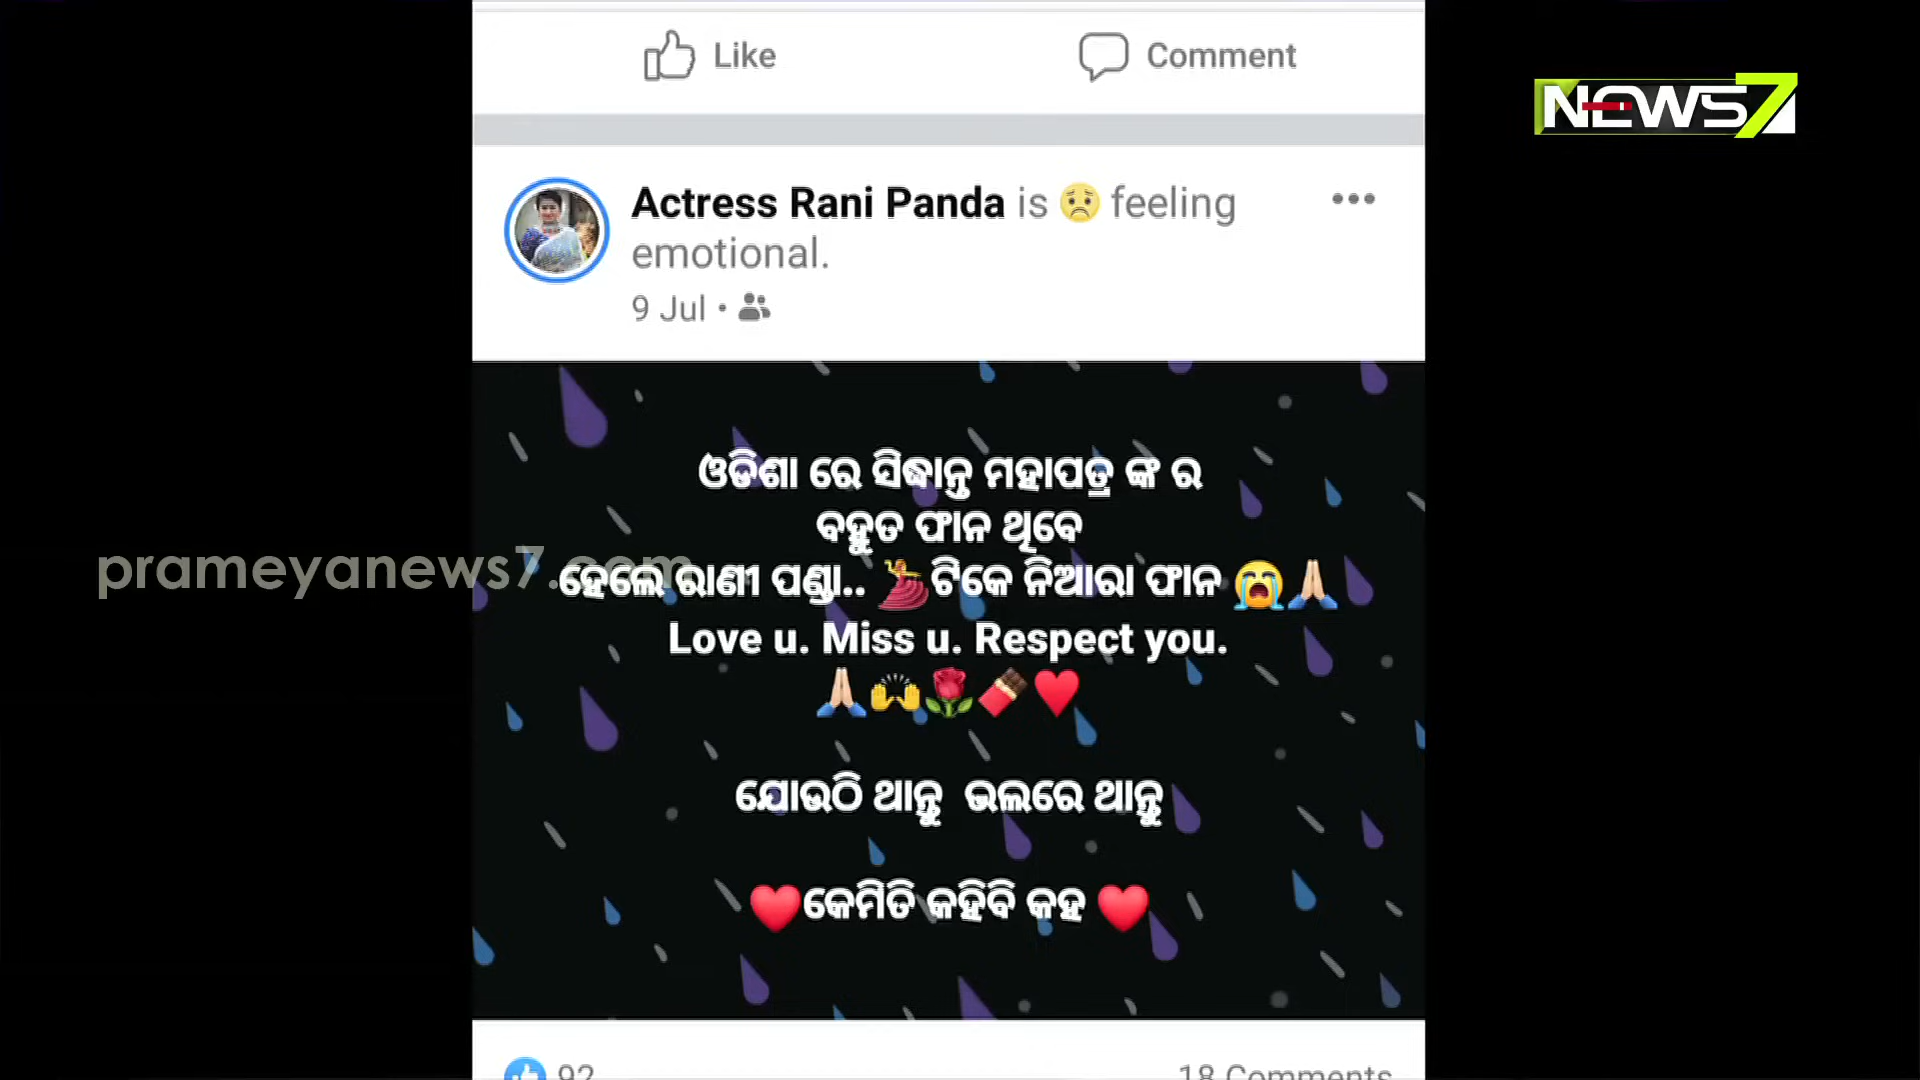 Like
Comment
NEWS7
Actress Rani Panda is 😢 feeling
emotional.
9 Jul •
ଓଡିଶା ରେ ସିଦ୍ଧାନ୍ତ ମହାପତ୍ର ଙ୍କ ର
ବହୁତ ଫାନ ଥିବେ
prameyanews7.com
ହେଲେ ରାଣୀ ପଣ୍ଡା.. 💃ଟିକେ ନିଆରା ଫାନ 😭🙏🏻
Love u. Miss u. Respect you.
🙏🏻🙌🌹🍫♥️
ଯୋଉଠି ଥାନ୍ତୁ ଭଲରେ ଥାନ୍ତୁ
❤️କେମିତି କହିବି କହ ❤️
92
18 Comments